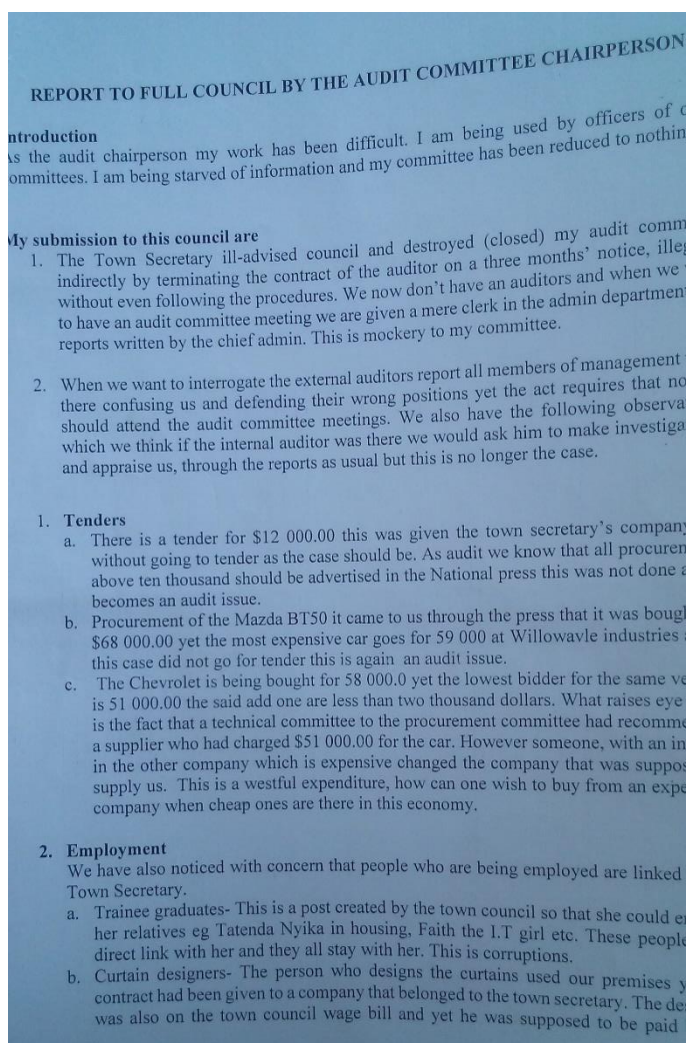 REPORT TO FULL COUNCIL BY THE AUDIT COMMITTEE CHAIRPERSON
ntroduction
As the audit chairperson my work has been difficult. I am being used by officers of
ommittees. I am being starved of information and my committee has been reduced to nothin
My submission to this council are
1. The Town Secretary ill-advised council and destroyed (closed) my audit comm
indirectly by terminating the contract of the auditor on a three months' notice, illeg
without even following the procedures. We now don't have an auditors and when we
to have an audit committee meeting we are given a mere clerk in the admin department
reports written by the chief admin. This is mockery to my committee.
2. When we want to interrogate the external auditors report all members of management
there confusing us and defending their wrong positions yet the act requires that no
should attend the audit committee meetings. We also have the following observa
which we think if the internal auditor was there we would ask him to make investiga
and appraise us, through the reports as usual but this is no longer the case.
1. Tenders
a. There is a tender for $12 000.00 this was given the town secretary's company
without going to tender as the case should be. As audit we know that all procurem
above ten thousand should be advertised in the National press this was not done a
becomes an audit issue.
b. Procurement of the Mazda BT50 it came to us through the press that it was bough
$68 000.00 yet the most expensive car goes for 59 000 at Willowavle industries
this case did not go for tender this is again an audit issue.
c. The Chevrolet is being bought for 58 000.0 yet the lowest bidder for the same ve
is 51 000.00 the said add one are less than two thousand dollars. What raises eye
is the fact that a technical committee to the procurement committee had recomme
a supplier who had charged $51 000.00 for the car. However someone, with an in
in the other company which is expensive changed the company that was suppos
supply us. This is a westful expenditure, how can one wish to buy from an expe
company when cheap ones are there in this economy.
2. Employment
We have also noticed with concern that people who are being employed are linked
Town Secretary.
a. Trainee graduates- This is a post created by the town council so that she could e
her relatives eg Tatenda Nyika in housing, Faith the I.T girl etc. These people
direct link with her and they all stay with her. This is corruptions.
b. Curtain designers- The person who designs the curtains used our premises y
contract had been given to a company that belonged to the town secretary. The de
was also on the town council wage bill and yet he was supposed to be paid